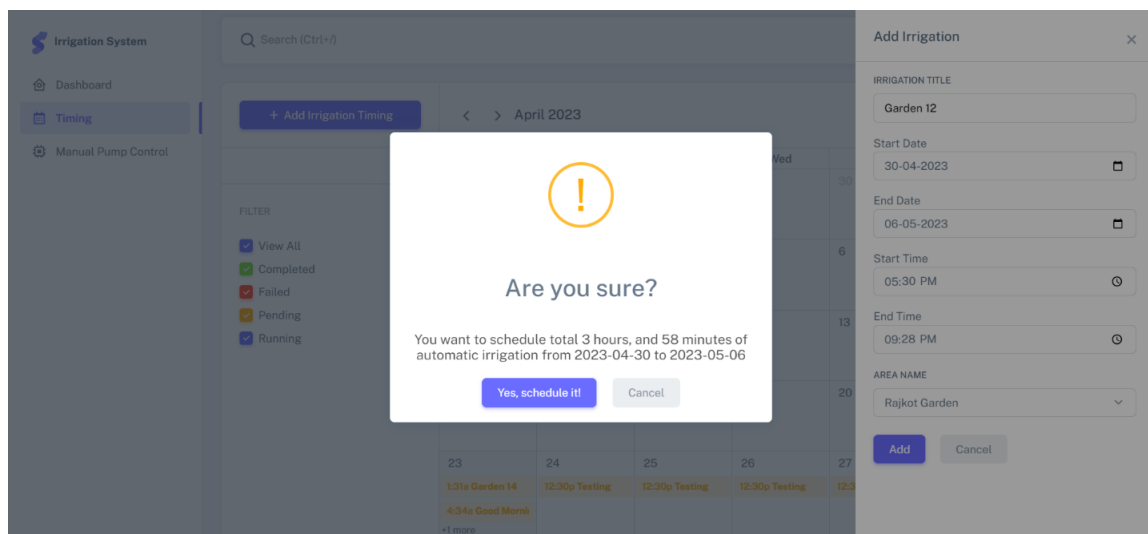 Irrigation System
Dashboard
Timing
Manual Pump Control
Search (Ctrl+/)
+ Add Irrigation Timing
FILTER
View All
Completed
Failed
Pending
Running
< > April 2023
Wed
30
6
13
20
23 24 25 26 27
1:31a Garden 14 12:30p Testing 12:30p Testing 12:30p Testing 12:3
4:34a Good Morni
+1 more
!
Are you sure?
You want to schedule total 3 hours, and 58 minutes of
automatic irrigation from 2023-04-30 to 2023-05-06
Yes, schedule it! Cancel
Add Irrigation
IRRIGATION TITLE
Garden 12
Start Date
30-04-2023
End Date
06-05-2023
Start Time
05:30 PM
End Time
09:28 PM
AREA NAME
Rajkot Garden
Add Cancel